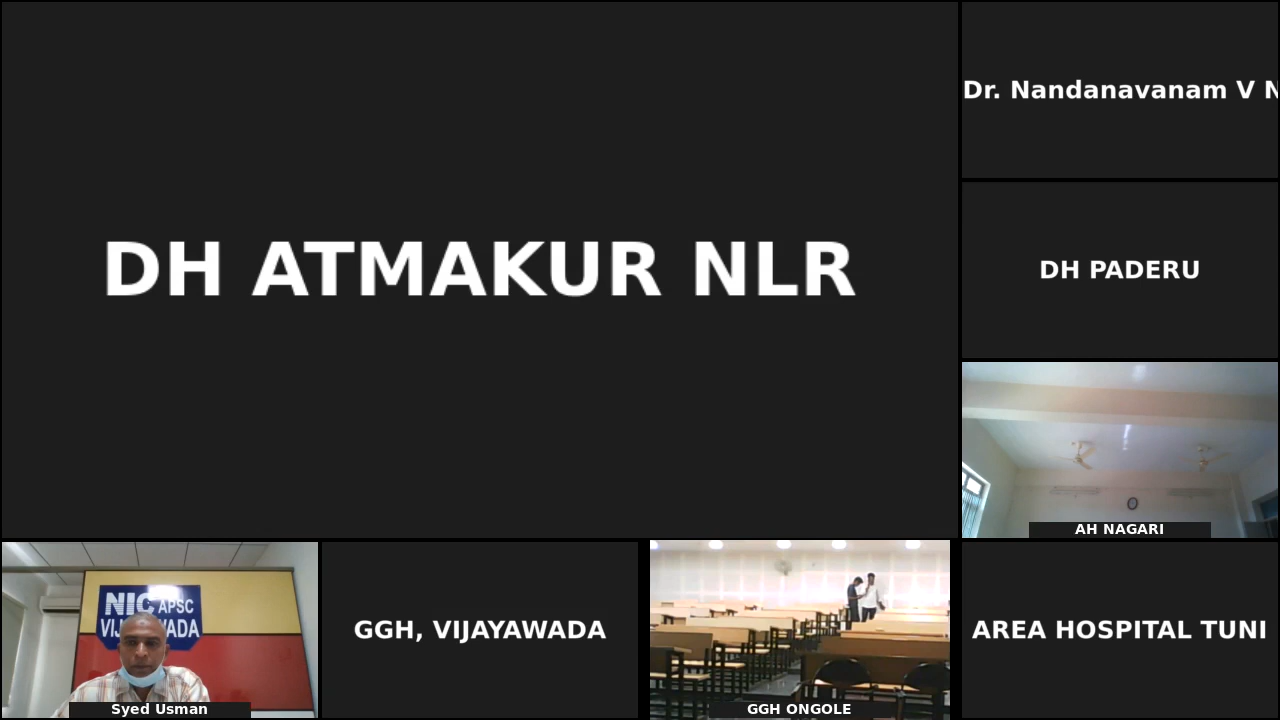 DH ATMAKUR NLR
Dr. Nandanavanam V N
DH PADERU
AH NAGARI
NIC APSC
Syed Usman
GGH, VIJAYAWADA
GGH ONGOLE
AREA HOSPITAL TUNI